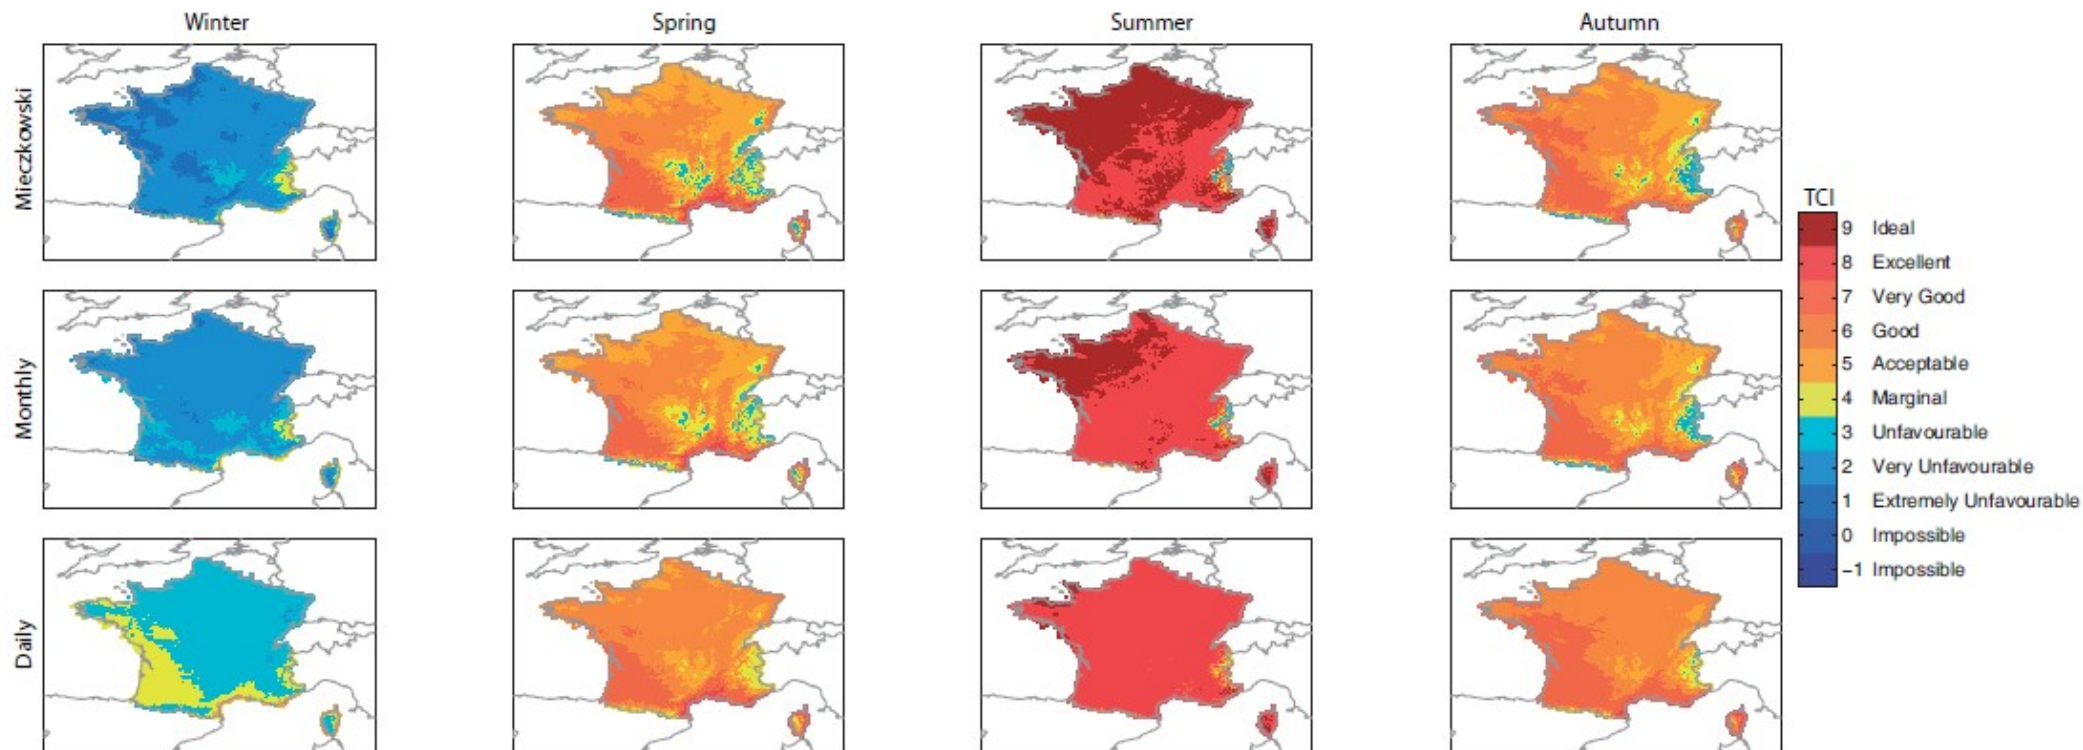 Winter Spring Summer Autumn
Mieczkowski
Monthly
Daily
TCI
9 Ideal
8 Excellent
7 Very Good
6 Good
5 Acceptable
4 Marginal
3 Unfavourable
2 Very Unfavourable
1 Extremely Unfavourable
0 Impossible
−1 Impossible